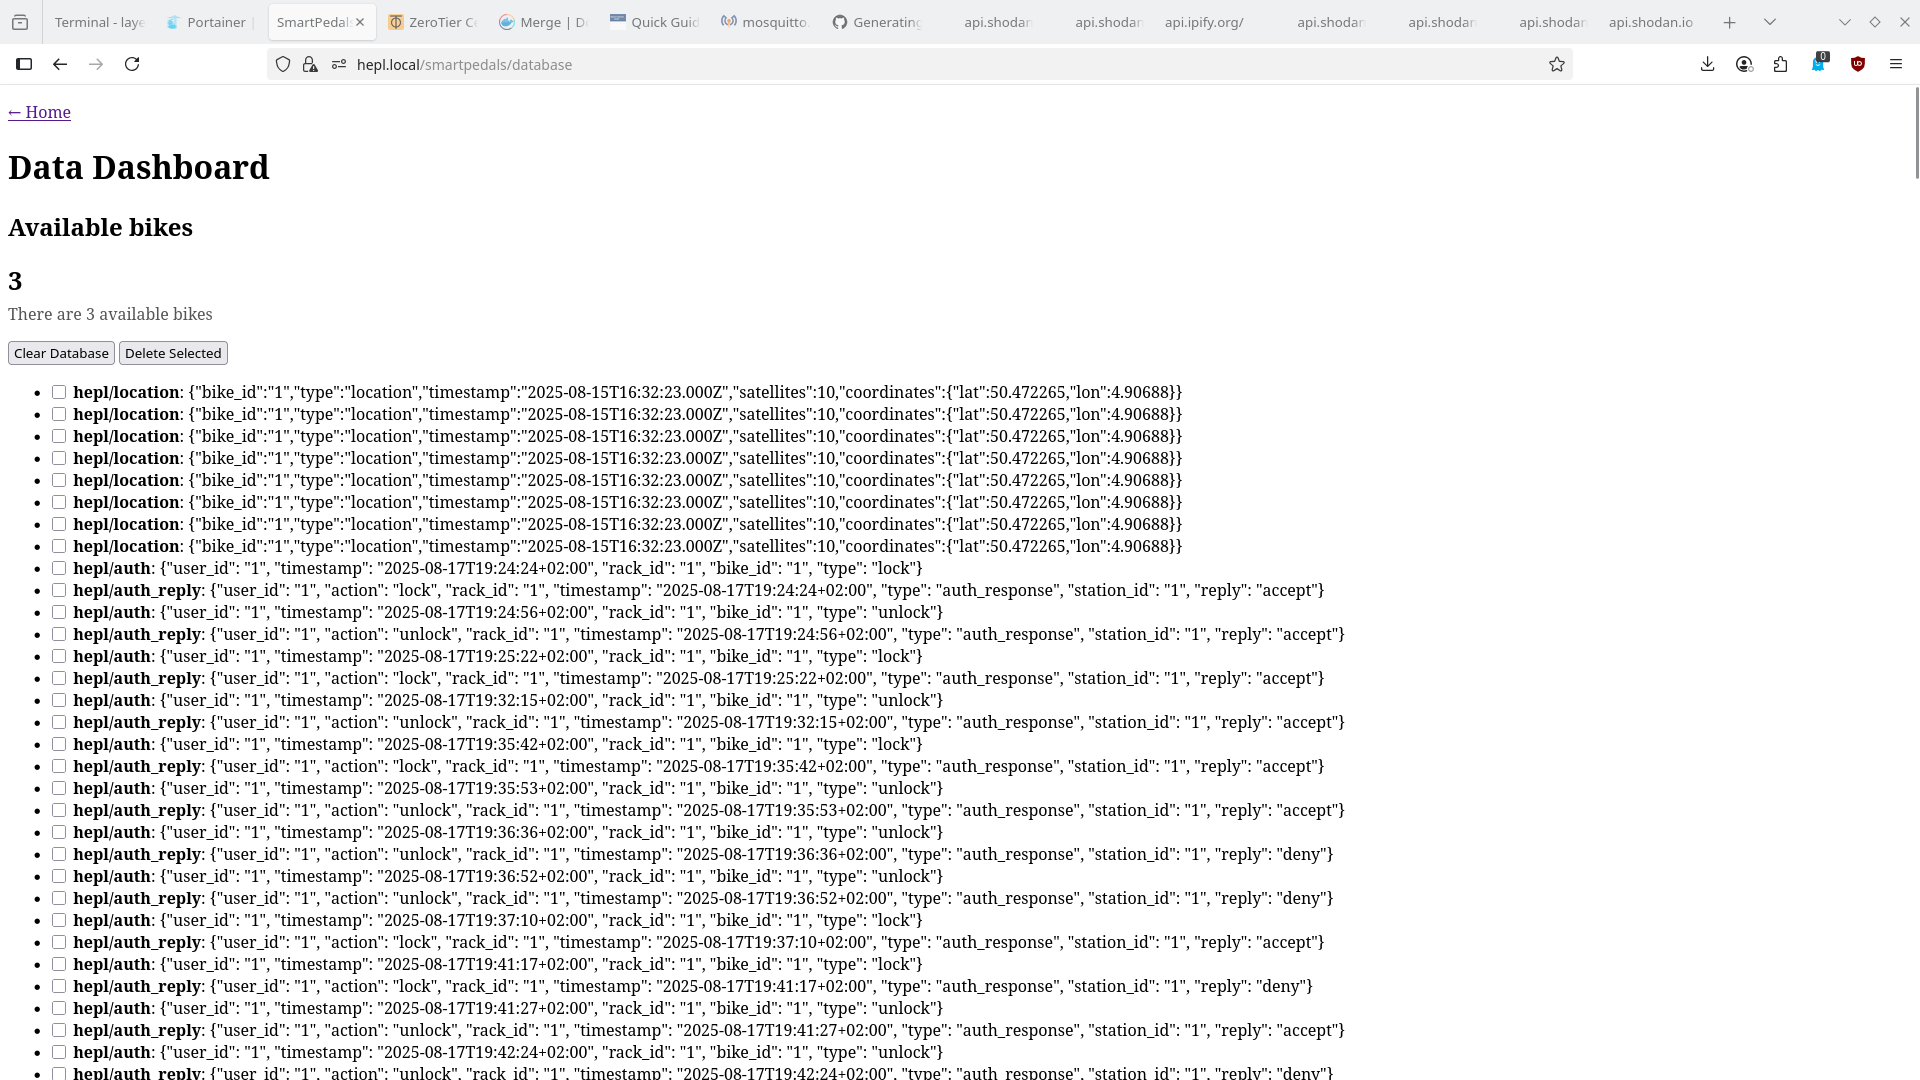 Terminal - laye
Portainer
SmartPedals
ZeroTier C
Merge | D
Quick Guid
mosquitto.
Generating
api.shodan
api.shodan
api.ipify.org/
api.shodan
api.shodan
api.shodan
api.shodan.io
hepl.local/smartpedals/database
0
← Home
Data Dashboard
Available bikes
3
There are 3 available bikes
Clear Database Delete Selected
hepl/location: {"bike_id":"1","type":"location","timestamp":"2025-08-15T16:32:23.000Z","satellites":10,"coordinates":{"lat":50.472265,"lon":4.90688}}
hepl/location: {"bike_id":"1","type":"location","timestamp":"2025-08-15T16:32:23.000Z","satellites":10,"coordinates":{"lat":50.472265,"lon":4.90688}}
hepl/location: {"bike_id":"1","type":"location","timestamp":"2025-08-15T16:32:23.000Z","satellites":10,"coordinates":{"lat":50.472265,"lon":4.90688}}
hepl/location: {"bike_id":"1","type":"location","timestamp":"2025-08-15T16:32:23.000Z","satellites":10,"coordinates":{"lat":50.472265,"lon":4.90688}}
hepl/location: {"bike_id":"1","type":"location","timestamp":"2025-08-15T16:32:23.000Z","satellites":10,"coordinates":{"lat":50.472265,"lon":4.90688}}
hepl/location: {"bike_id":"1","type":"location","timestamp":"2025-08-15T16:32:23.000Z","satellites":10,"coordinates":{"lat":50.472265,"lon":4.90688}}
hepl/location: {"bike_id":"1","type":"location","timestamp":"2025-08-15T16:32:23.000Z","satellites":10,"coordinates":{"lat":50.472265,"lon":4.90688}}
hepl/location: {"bike_id":"1","type":"location","timestamp":"2025-08-15T16:32:23.000Z","satellites":10,"coordinates":{"lat":50.472265,"lon":4.90688}}
hepl/auth: {"user_id": "1", "timestamp": "2025-08-17T19:24:24+02:00", "rack_id": "1", "bike_id": "1", "type": "lock"}
hepl/auth_reply: {"user_id": "1", "action": "lock", "rack_id": "1", "timestamp": "2025-08-17T19:24:24+02:00", "type": "auth_response", "station_id": "1", "reply": "accept"}
hepl/auth: {"user_id": "1", "timestamp": "2025-08-17T19:24:56+02:00", "rack_id": "1", "bike_id": "1", "type": "unlock"}
hepl/auth_reply: {"user_id": "1", "action": "unlock", "rack_id": "1", "timestamp": "2025-08-17T19:24:56+02:00", "type": "auth_response", "station_id": "1", "reply": "accept"}
hepl/auth: {"user_id": "1", "timestamp": "2025-08-17T19:25:22+02:00", "rack_id": "1", "bike_id": "1", "type": "lock"}
hepl/auth_reply: {"user_id": "1", "action": "lock", "rack_id": "1", "timestamp": "2025-08-17T19:25:22+02:00", "type": "auth_response", "station_id": "1", "reply": "accept"}
hepl/auth: {"user_id": "1", "timestamp": "2025-08-17T19:32:15+02:00", "rack_id": "1", "bike_id": "1", "type": "unlock"}
hepl/auth_reply: {"user_id": "1", "action": "unlock", "rack_id": "1", "timestamp": "2025-08-17T19:32:15+02:00", "type": "auth_response", "station_id": "1", "reply": "accept"}
hepl/auth: {"user_id": "1", "timestamp": "2025-08-17T19:35:42+02:00", "rack_id": "1", "bike_id": "1", "type": "lock"}
hepl/auth_reply: {"user_id": "1", "action": "lock", "rack_id": "1", "timestamp": "2025-08-17T19:35:42+02:00", "type": "auth_response", "station_id": "1", "reply": "accept"}
hepl/auth: {"user_id": "1", "timestamp": "2025-08-17T19:35:53+02:00", "rack_id": "1", "bike_id": "1", "type": "unlock"}
hepl/auth_reply: {"user_id": "1", "action": "unlock", "rack_id": "1", "timestamp": "2025-08-17T19:35:53+02:00", "type": "auth_response", "station_id": "1", "reply": "accept"}
hepl/auth: {"user_id": "1", "timestamp": "2025-08-17T19:36:36+02:00", "rack_id": "1", "bike_id": "1", "type": "unlock"}
hepl/auth_reply: {"user_id": "1", "action": "unlock", "rack_id": "1", "timestamp": "2025-08-17T19:36:36+02:00", "type": "auth_response", "station_id": "1", "reply": "deny"}
hepl/auth: {"user_id": "1", "timestamp": "2025-08-17T19:36:52+02:00", "rack_id": "1", "bike_id": "1", "type": "unlock"}
hepl/auth_reply: {"user_id": "1", "action": "unlock", "rack_id": "1", "timestamp": "2025-08-17T19:36:52+02:00", "type": "auth_response", "station_id": "1", "reply": "deny"}
hepl/auth: {"user_id": "1", "timestamp": "2025-08-17T19:37:10+02:00", "rack_id": "1", "bike_id": "1", "type": "lock"}
hepl/auth_reply: {"user_id": "1", "action": "lock", "rack_id": "1", "timestamp": "2025-08-17T19:37:10+02:00", "type": "auth_response", "station_id": "1", "reply": "accept"}
hepl/auth: {"user_id": "1", "timestamp": "2025-08-17T19:41:17+02:00", "rack_id": "1", "bike_id": "1", "type": "lock"}
hepl/auth_reply: {"user_id": "1", "action": "lock", "rack_id": "1", "timestamp": "2025-08-17T19:41:17+02:00", "type": "auth_response", "station_id": "1", "reply": "deny"}
hepl/auth: {"user_id": "1", "timestamp": "2025-08-17T19:41:27+02:00", "rack_id": "1", "bike_id": "1", "type": "unlock"}
hepl/auth_reply: {"user_id": "1", "action": "unlock", "rack_id": "1", "timestamp": "2025-08-17T19:41:27+02:00", "type": "auth_response", "station_id": "1", "reply": "accept"}
hepl/auth: {"user_id": "1", "timestamp": "2025-08-17T19:42:24+02:00", "rack_id": "1", "bike_id": "1", "type": "unlock"}
hepl/auth_reply: {"user_id": "1", "action": "unlock", "rack_id": "1", "timestamp": "2025-08-17T19:42:24+02:00", "type": "auth_response", "station_id": "1", "reply": "deny"}